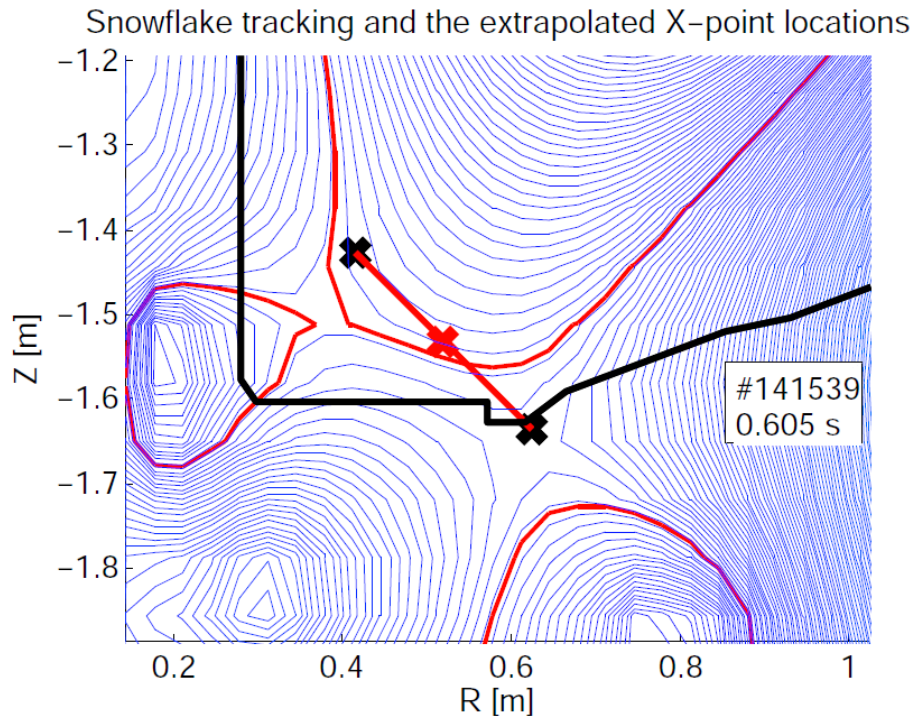 Snowflake tracking and the extrapolated X−point locations
−1.2
−1.3
−1.4
−1.5
−1.6
−1.7
−1.8
Z [m]
#141539
0.605 s
0.2 0.4 0.6 0.8 1
R [m]